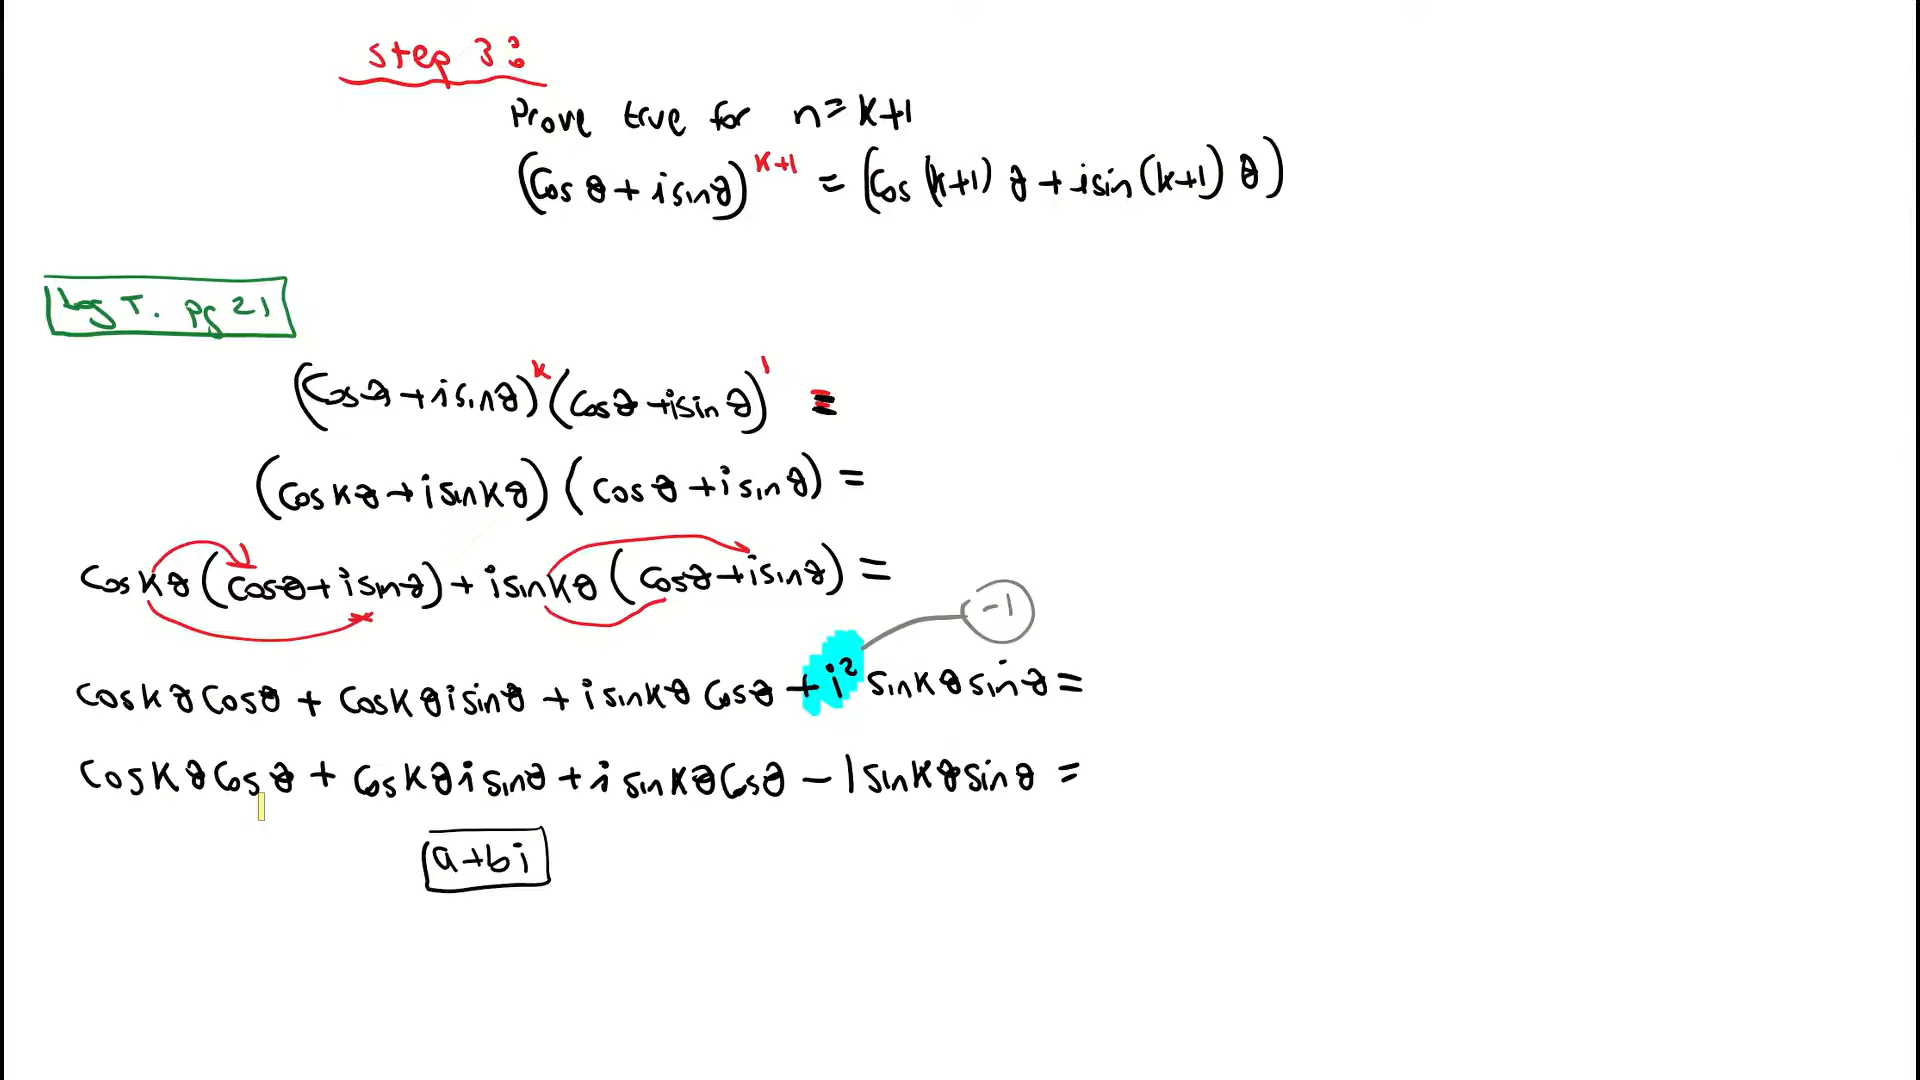 Step 3:
Prove true for n=k+1
(Cos θ + i sin θ)^k+1 = (Cos (k+1) θ + i sin (k+1) θ)
Log T. pg 21
(Cos θ + i sin θ)^k (Cos θ + i sin θ)^1 =
(Cos kθ + i sin kθ) (Cos θ + i sin θ) =
Cos kθ (Cos θ + i sin θ) + i sin kθ (Cos θ + i sin θ) =
-1
Cos kθ Cos θ + Cos kθ i sin θ + i sin kθ Cos θ + i² sin kθ sin θ =
Cos kθ Cos θ + Cos kθ i sin θ + i sin kθ Cos θ - 1 sin kθ sin θ =
a+bi